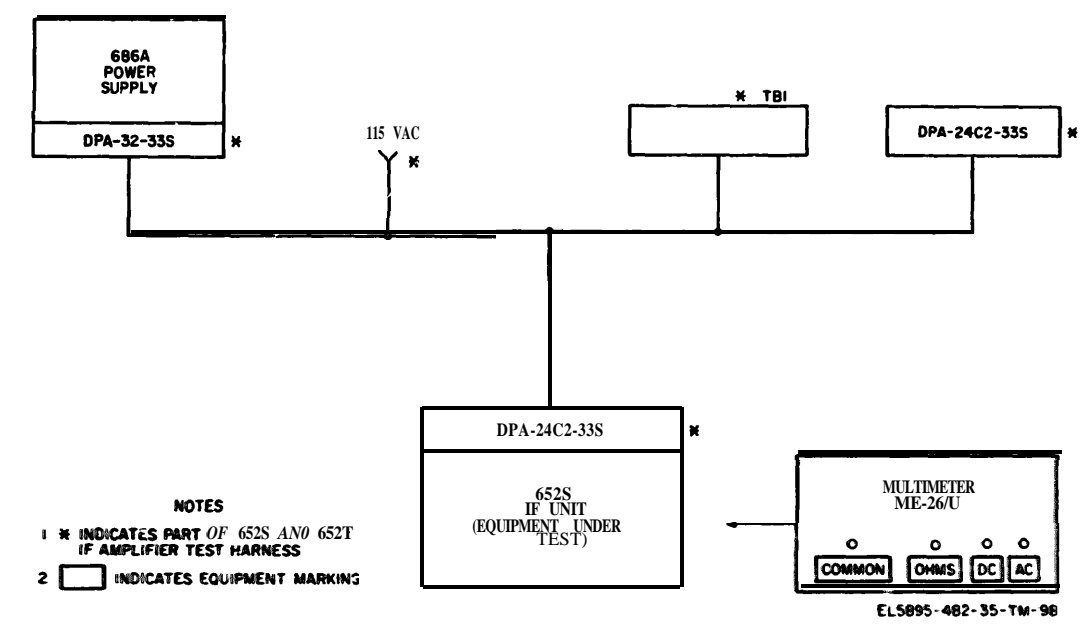 686A
POWER
SUPPLY
DPA-32-33S *
115 VAC
*
* TB1
DPA-24C2-33S *
DPA-24C2-33S *
652S
IF UNIT
(EQUIPMENT UNDER
TEST)
MULTIMETER
ME-26/U
COMMON OHMS DC AC
NOTES
1 * INDICATES PART OF 652S AN0 652T
IF AMPLIFIER TEST HARNESS
2 INDICATES EQUIPMENT MARKING
EL5895-482-35-TM-98